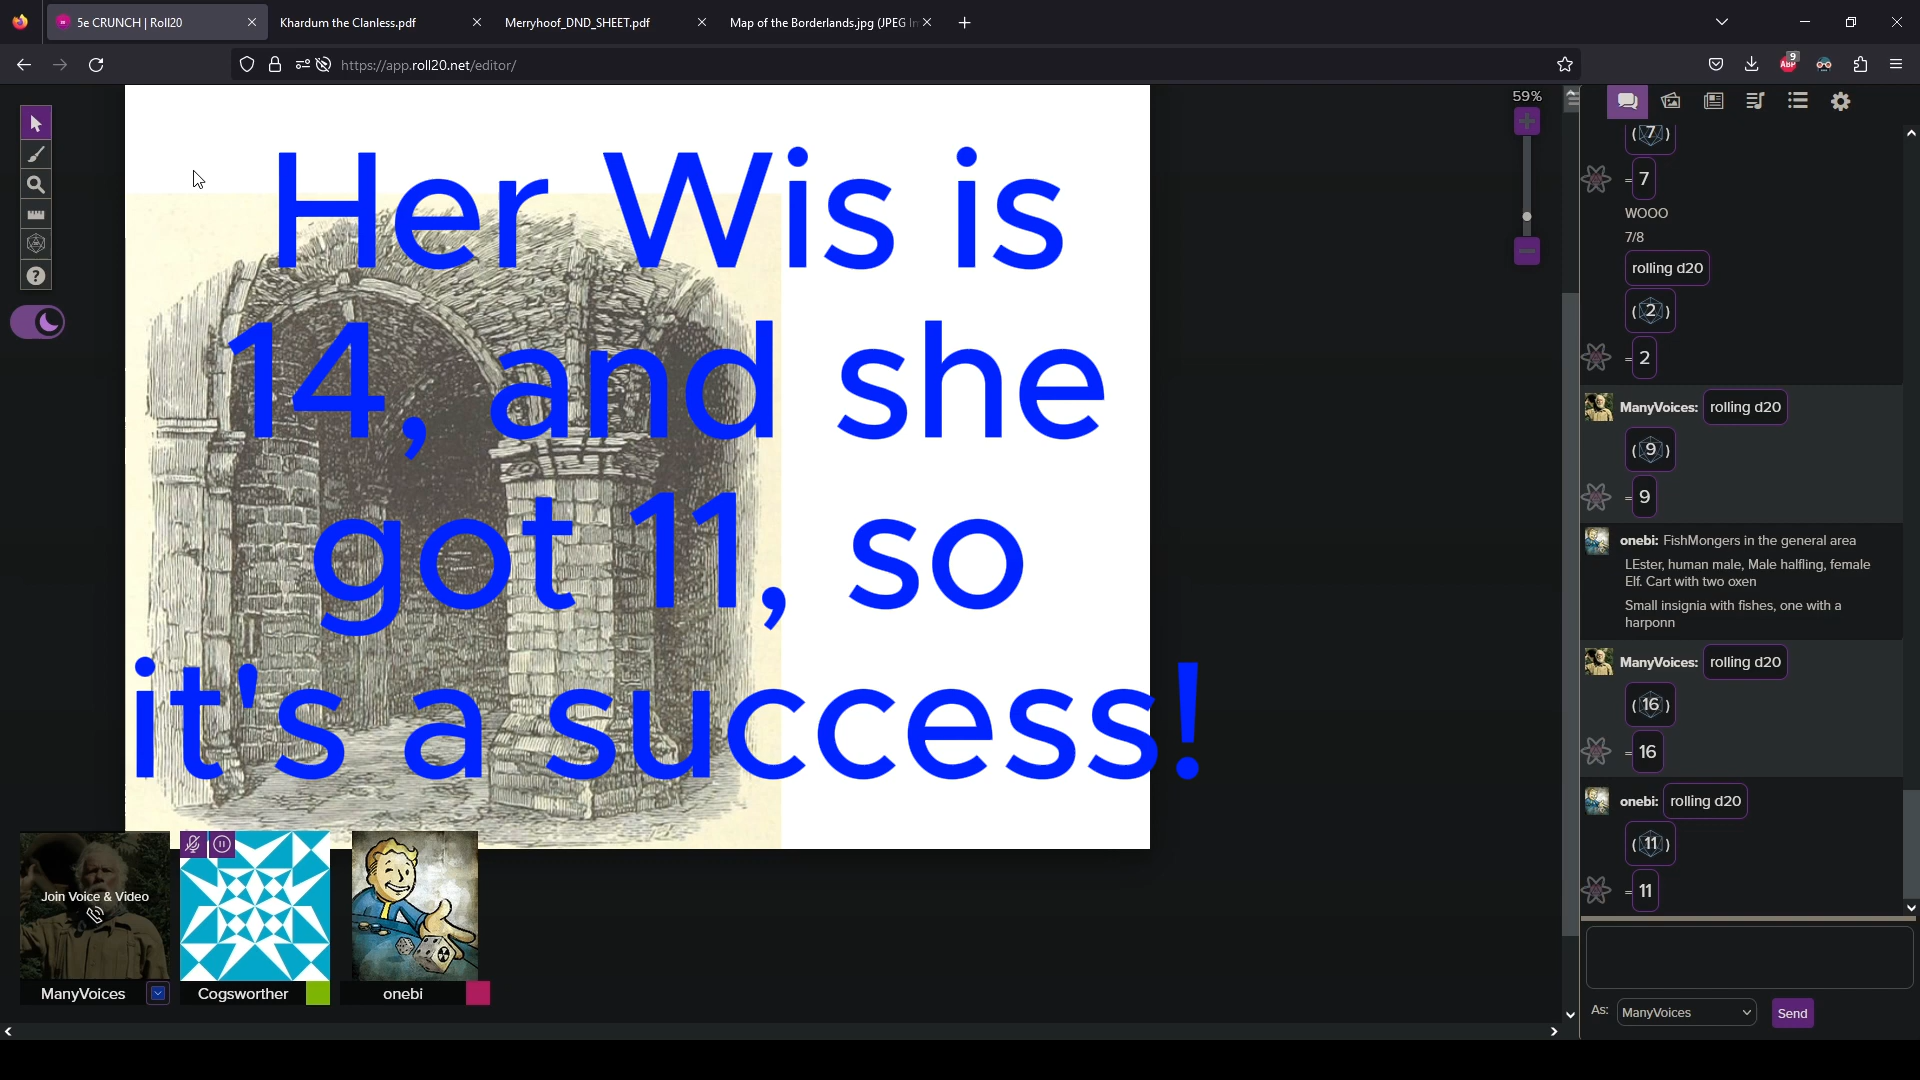 5e CRUNCH | Roll20
Khardum the Clanless.pdf
Merryhoof_DND_SHEET.pdf
Map of the Borderlands.jpg (JPEG
https://app.roll20.net/editor/
9
ABP
59%
Her Wis is
14, and she
got 11, so
it's a success!
(7)
=7
WOOO
7/8
rolling d20
(2)
=2
ManyVoices: rolling d20
(9)
=9
onebi: FishMongers in the general area
LEster, human male, Male halfling, female
Elf. Cart with two oxen
Small insignia with fishes, one with a
harponn
ManyVoices: rolling d20
(16)
=16
onebi: rolling d20
(11)
=11
Join Voice & Video
ManyVoices
Cogsworther
onebi
As: ManyVoices
Send